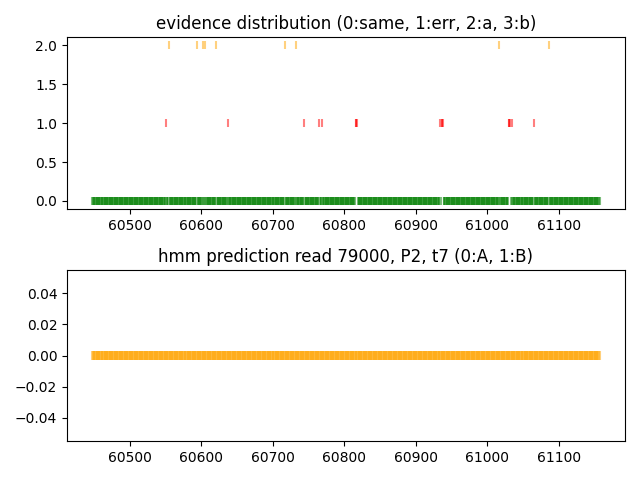 evidence distribution (0:same, 1:err, 2:a, 3:b)
2.0
1.5
1.0
0.5
0.0
60500 60600 60700 60800 60900 61000 61100
hmm prediction read 79000, P2, t7 (0:A, 1:B)
0.04
0.02
0.00
−0.02
−0.04
60500 60600 60700 60800 60900 61000 61100